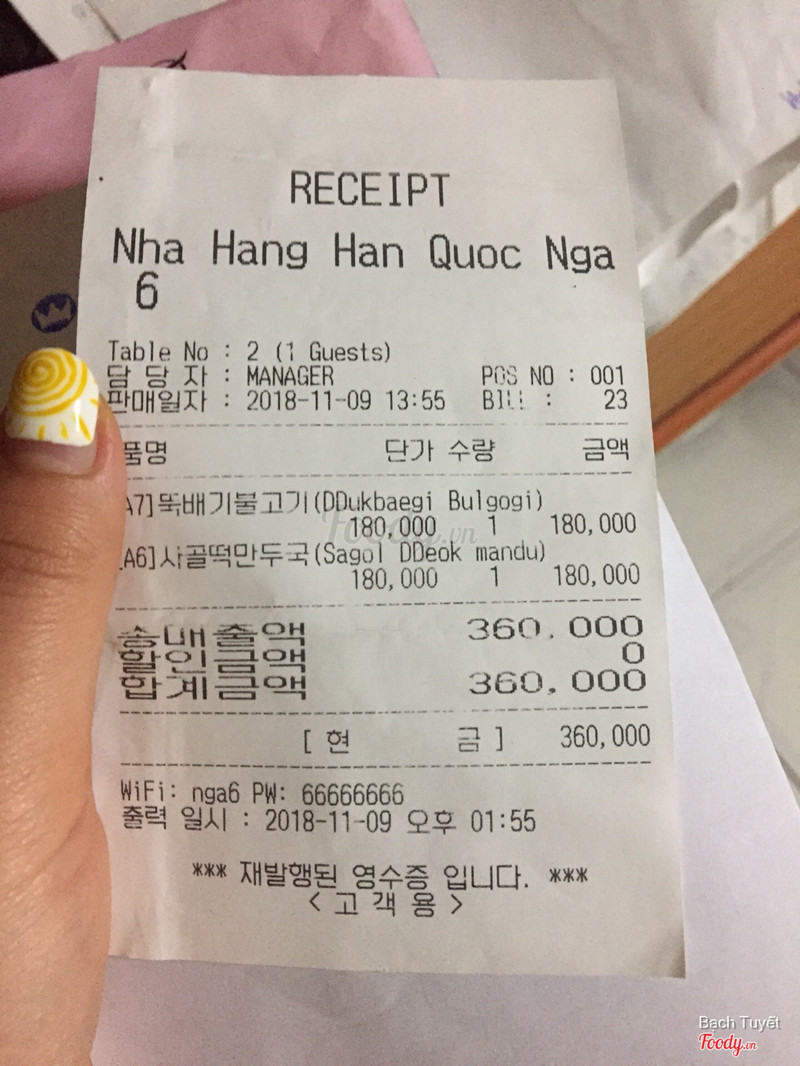 RECEIPT
Nha Hang Han Quoc Nga
6
Table No : 2 (1 Guests)
담 당 자 : MANAGER POS NO : 001
판매일자 : 2018-11-09 13:55 BILL : 23
품명 단가 수량 금액
A7]뚝배기불고기(DDukbaegi Bulgogi)
180,000 1 180,000
[A6]사골떡만두국(Sagol DDeok mandu)
180,000 1 180,000
총매출액 360,000
할인금액 0
합계금액 360,000
[ 현 금 ] 360,000
WiFi: nga6 PW: 66666666
출력 일시 : 2018-11-09 오후 01:55
*** 재발행된 영수증 입니다. ***
< 고 객 용 >
Foody.vn
Bạch Tuyết
Foody.vn